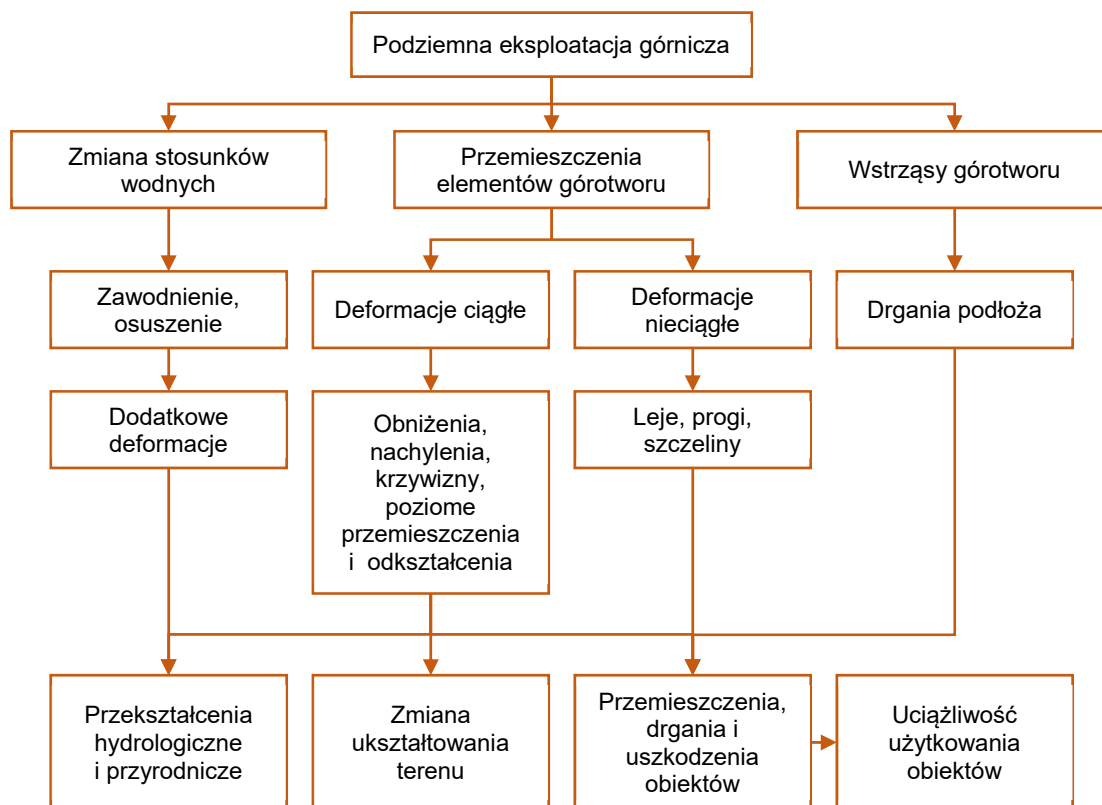 Podziemna eksploatacja górnicza
Zmiana stosunków
wodnych
Przemieszczenia
elementów górotworu
Wstrząsy górotworu
Zawodnienie,
osuszenie
Deformacje ciągłe
Deformacje
nieciągłe
Drgania podłoża
Dodatkowe
deformacje
Obniżenia,
nachylenia,
krzywizny,
poziome
przemieszczenia
i odkształcenia
Leje, progi,
szczeliny
Przekształcenia
hydrologiczne
i przyrodnicze
Zmiana
ukształtowania
terenu
Przemieszczenia,
drgania i
uszkodzenia
obiektów
Uciążliwość
użytkowania
obiektów